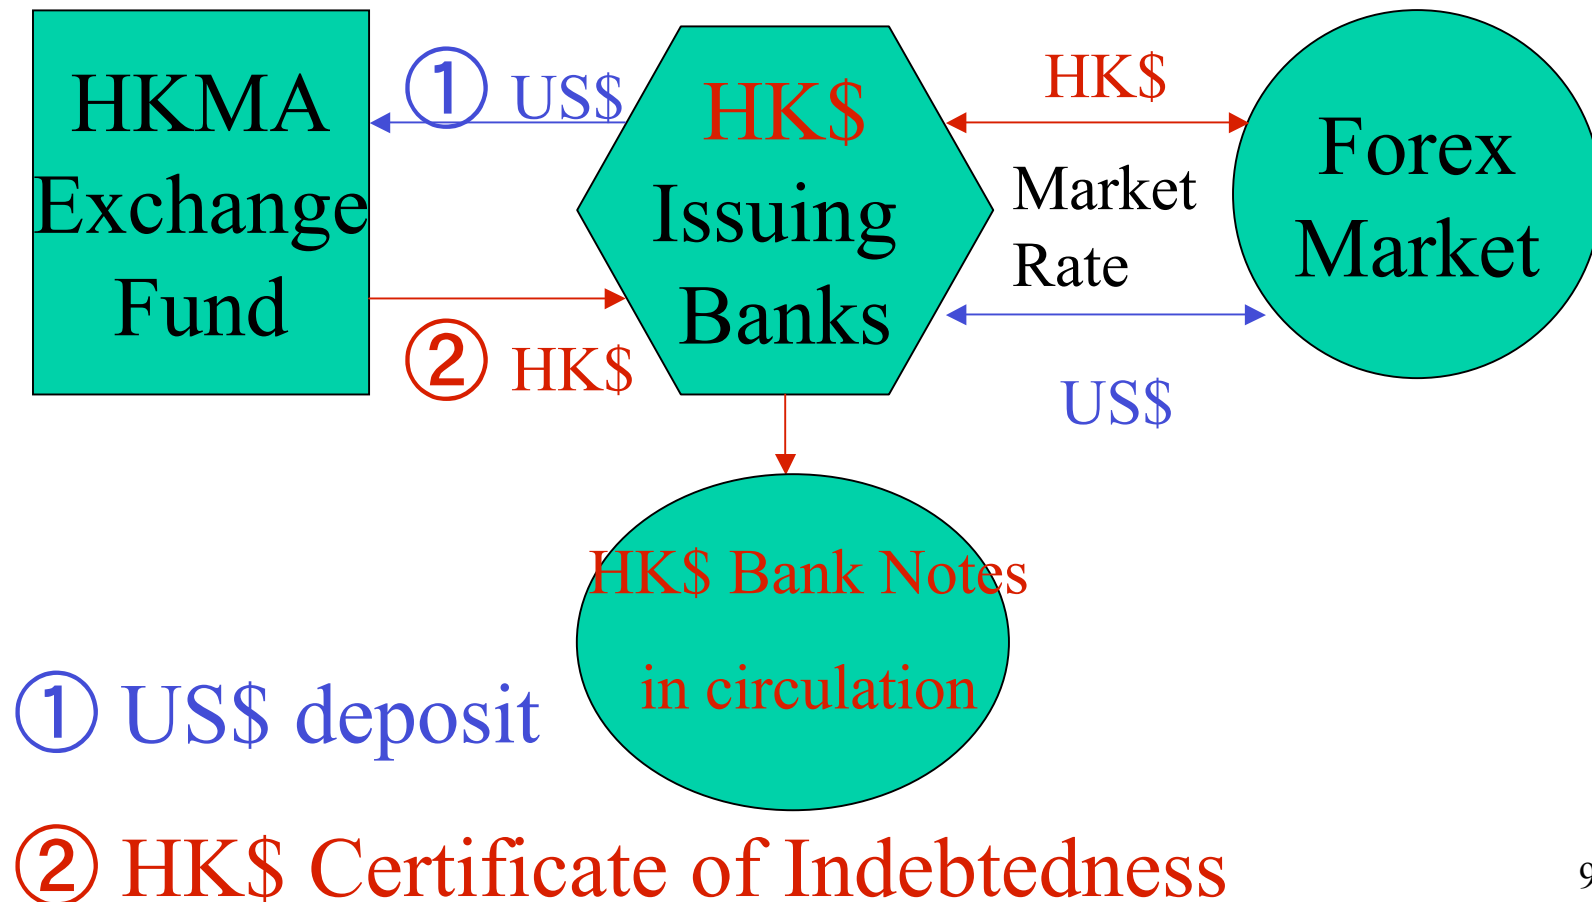 HKMA
Exchange
Fund
① US$
② HK$
HK$
Issuing
Banks
HK$
Market
Rate
US$
Forex
Market
HK$ Bank Notes
in circulation
① US$ deposit
② HK$ Certificate of Indebtedness
9